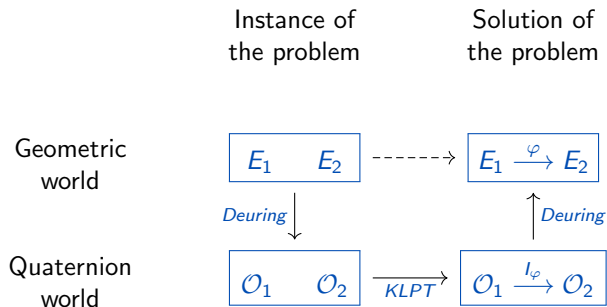 Instance of
the problem
Solution of
the problem
Geometric
world
E₁ E₂
E₁ →^φ E₂
Deuring
Deuring
Quaternion
world
𝒪₁ 𝒪₂
KLPT
𝒪₁ →^{I_φ} 𝒪₂